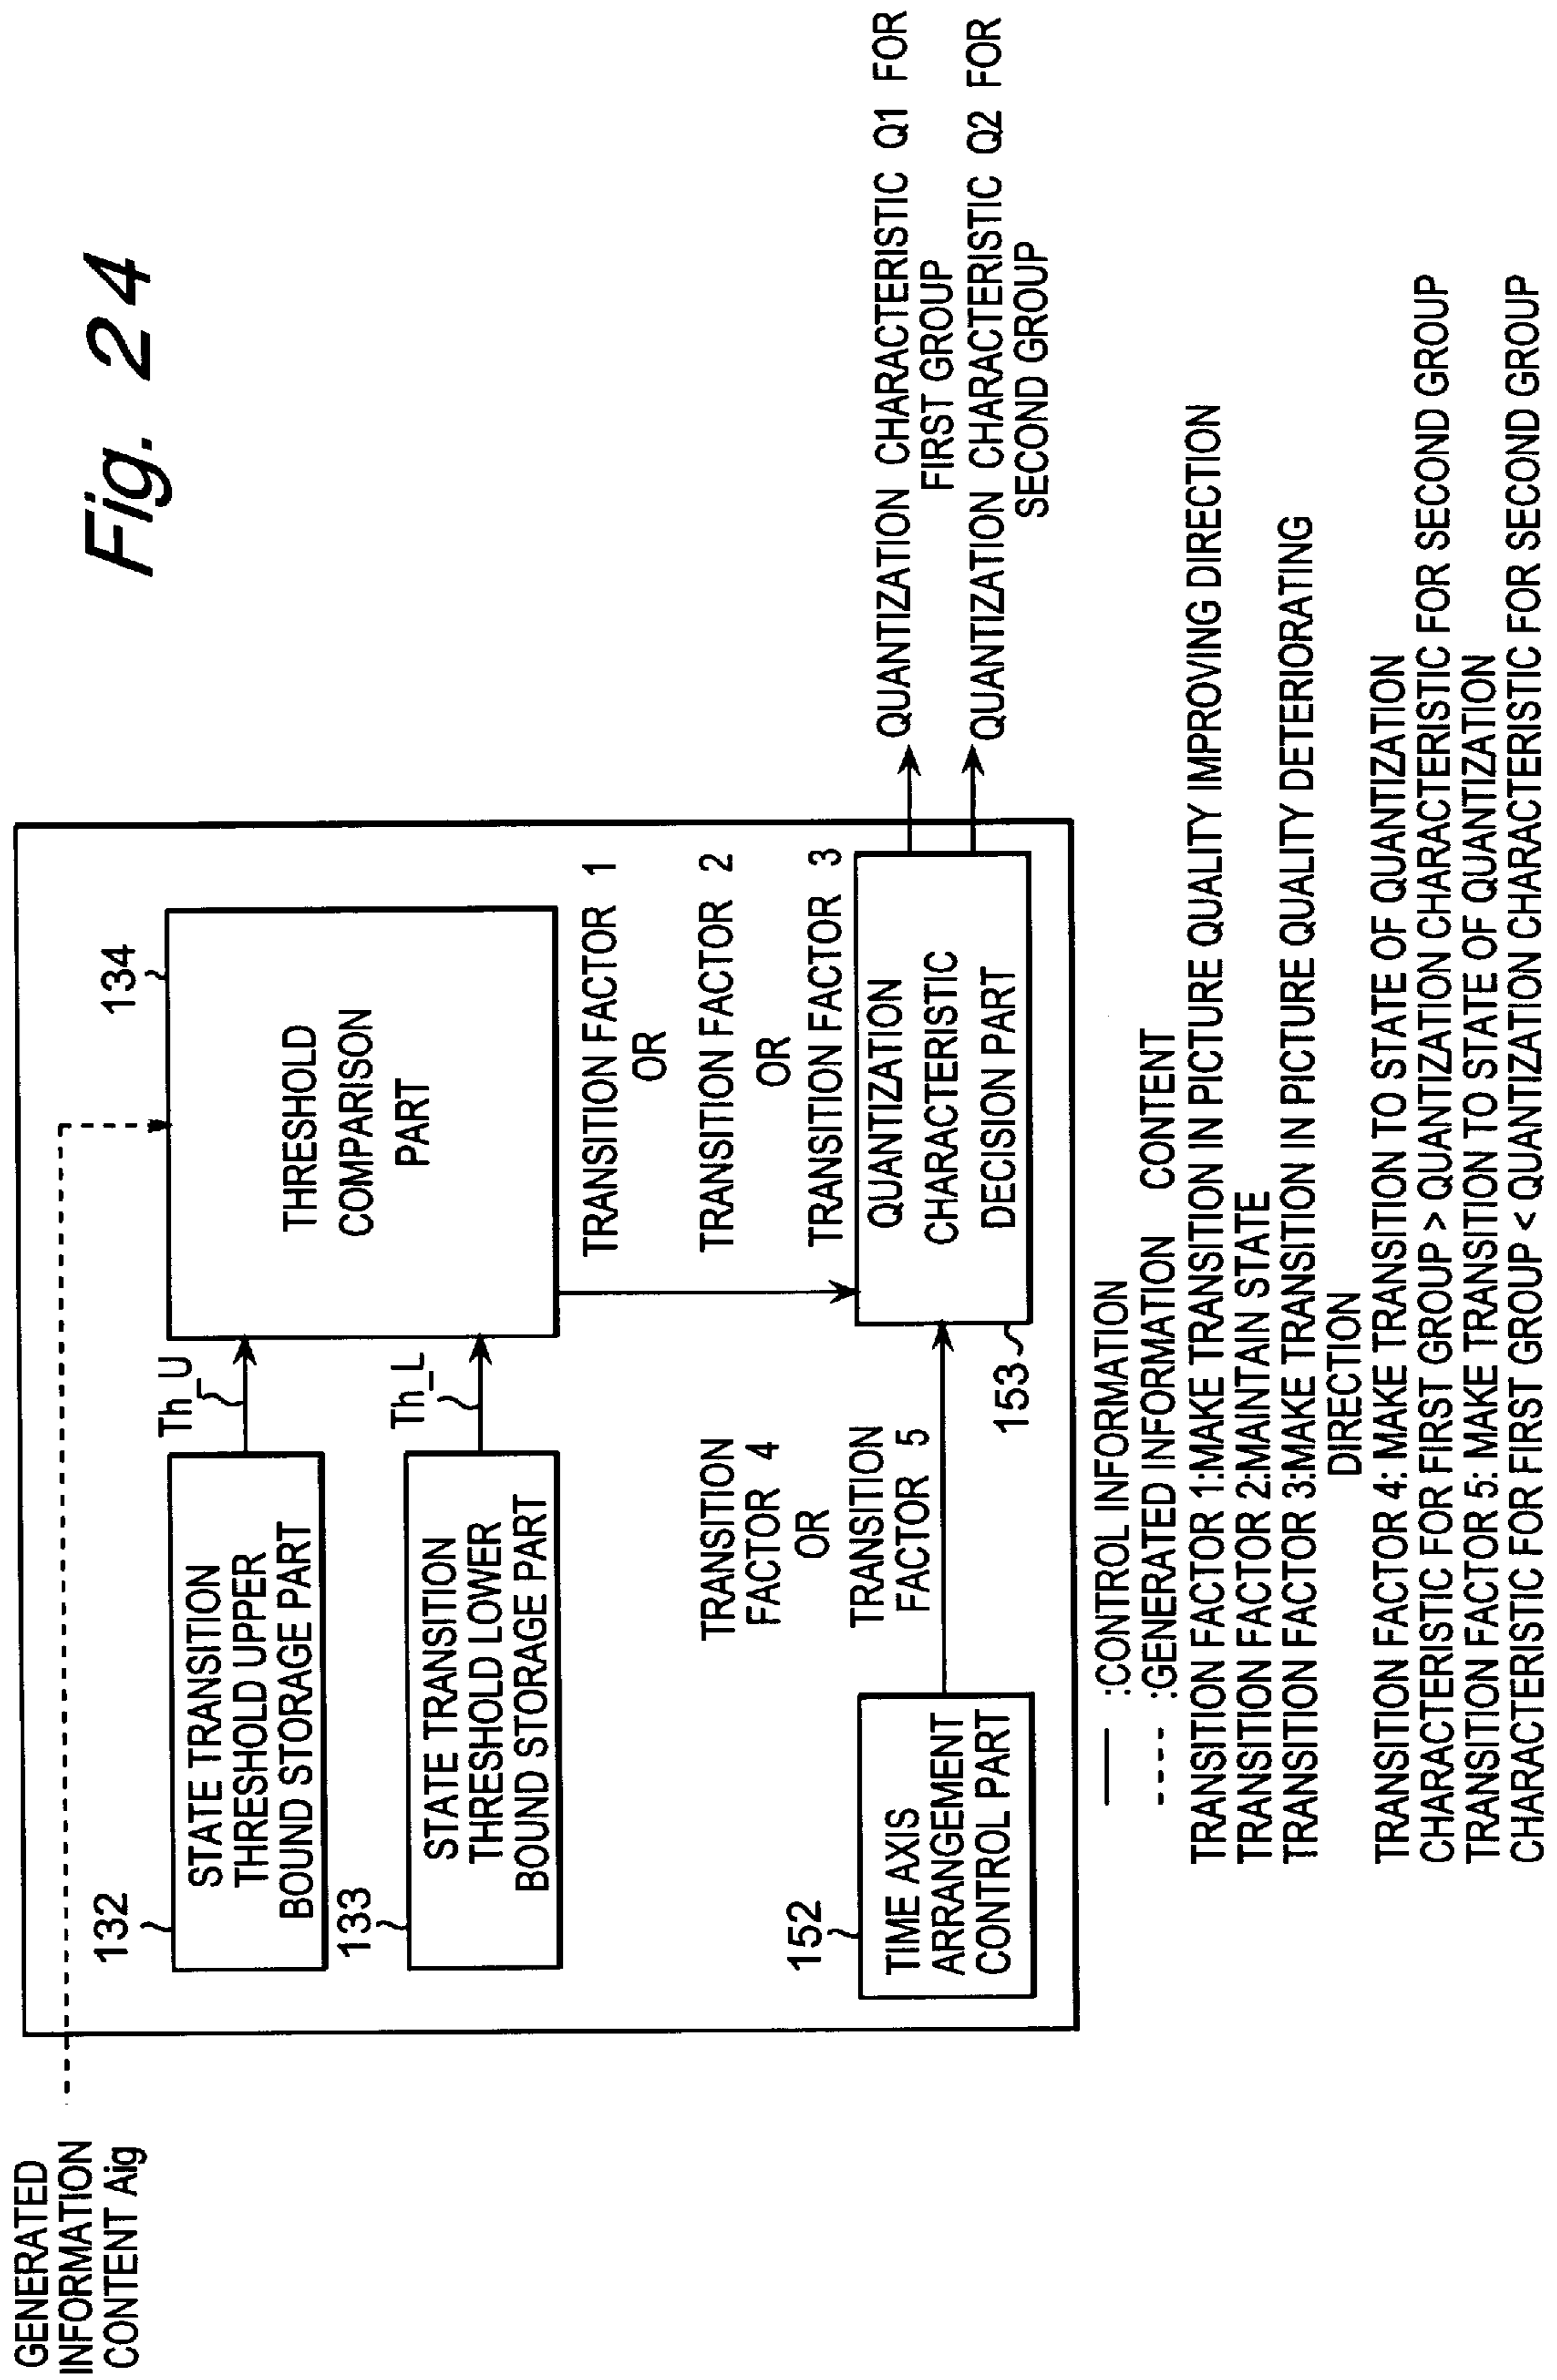 Fig. 24
GENERATED
INFORMATION
CONTENT Aig
132
STATE TRANSITION
THRESHOLD UPPER
BOUND STORAGE PART
Th_U
134
THRESHOLD
COMPARISON
PART
133
STATE TRANSITION
THRESHOLD LOWER
BOUND STORAGE PART
Th_L
TRANSITION FACTOR 1
OR
TRANSITION FACTOR 2
OR
TRANSITION FACTOR 3
TRANSITION
FACTOR 4
OR
TRANSITION
FACTOR 5
152
TIME AXIS
ARRANGEMENT
CONTROL PART
QUANTIZATION
CHARACTERISTIC
DECISION PART
153
QUANTIZATION CHARACTERISTIC Q1 FOR
FIRST GROUP
QUANTIZATION CHARACTERISTIC Q2 FOR
SECOND GROUP
:CONTROL INFORMATION
:GENERATED INFORMATION CONTENT
TRANSITION FACTOR 1:MAKE TRANSITION IN PICTURE QUALITY IMPROVING DIRECTION
TRANSITION FACTOR 2:MAINTAIN STATE
TRANSITION FACTOR 3:MAKE TRANSITION IN PICTURE QUALITY DETERIORATING
DIRECTION
TRANSITION FACTOR 4: MAKE TRANSITION TO STATE OF QUANTIZATION
CHARACTERISTIC FOR FIRST GROUP > QUANTIZATION CHARACTERISTIC FOR SECOND GROUP
TRANSITION FACTOR 5: MAKE TRANSITION TO STATE OF QUANTIZATION
CHARACTERISTIC FOR FIRST GROUP < QUANTIZATION CHARACTERISTIC FOR SECOND GROUP